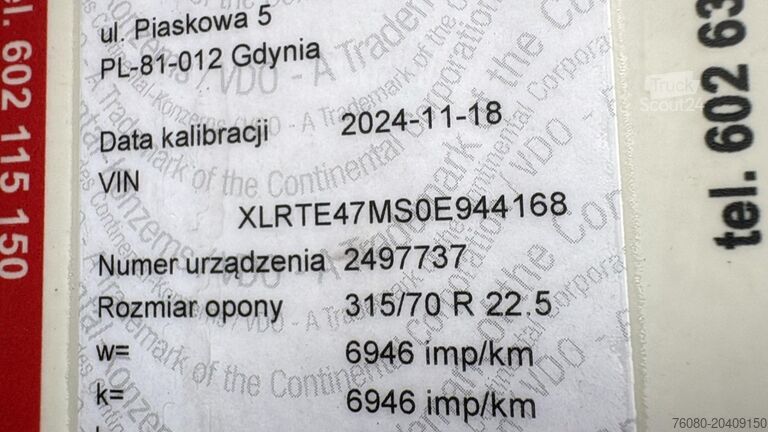 ul. Piaskowa 5
PL-81-012 Gdynia
Data kalibracji 2024-11-18
VIN
XLRTE47MS0E944168
Numer urządzenia 2497737
Rozmiar opony 315/70 R 22.5
w= 6946 imp/km
k= 6946 imp/km
el. 602 115 150
tel. 602 63
Truck
Scout24
76080-20409150